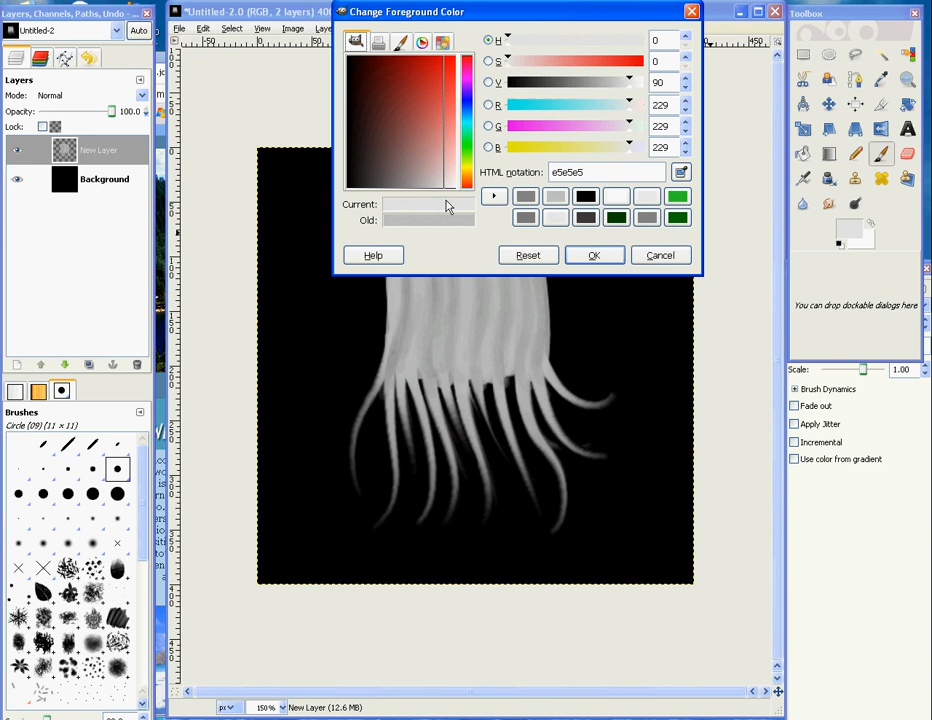 Layers, Channels, Paths, Undo - ...
*Untitled-2.0 (RGB, 2 layers) 40
Change Foreground Color
Toolbox
Untitled-2
Auto
File
Edit
Select
View
Image
Layers
Mode:
Normal
Opacity:
100.0
Lock:
New Layer
Background
H
0
S
0
V
90
R
229
G
229
B
229
HTML notation:
e5e5e5
Current:
Old:
Help
Reset
OK
Cancel
You can drop dockable dialogs here
Scale:
1.00
Brush Dynamics
Fade out
Apply Jitter
Incremental
Use color from gradient
Brushes
Circle (09) (11 × 11)
px
150%
New Layer (12.6 MB)